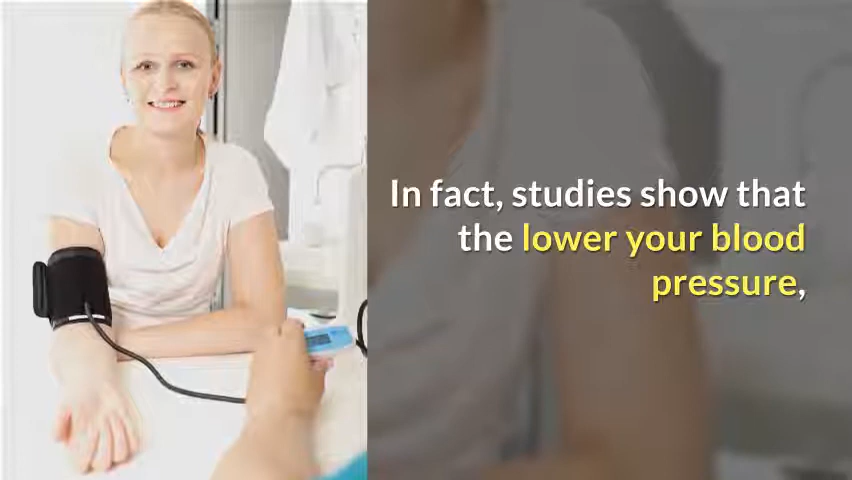 In fact, studies show that
the lower your blood
pressure,